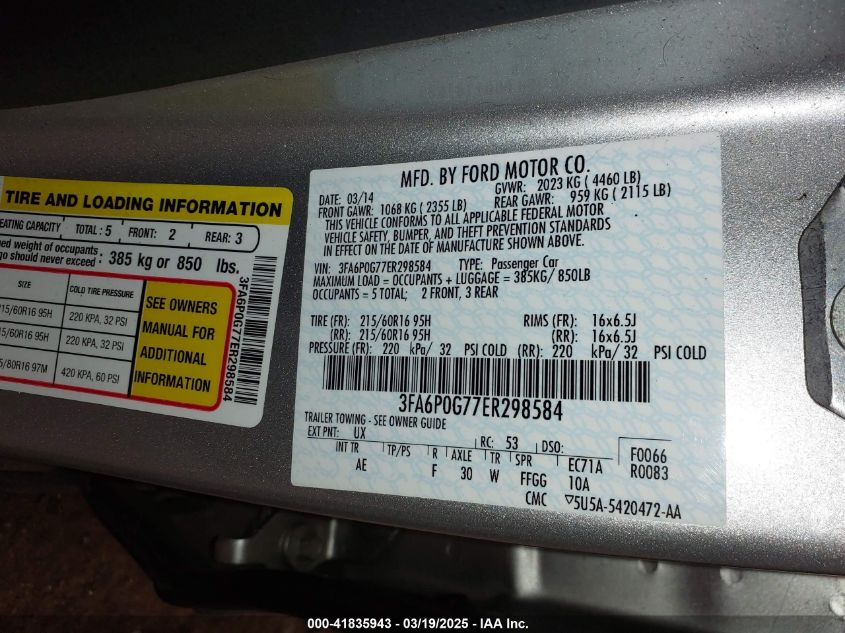 TIRE AND LOADING INFORMATION
EATING CAPACITY TOTAL : 5 FRONT: 2 REAR: 3
weight of occupants
go should never exceed : 385 kg or 850 lbs.
SIZE COLD TIRE PRESSURE
15/60R16 95H 220 KPA, 32 PSI
15/60R16 95H 220 KPA, 32 PSI
5/80R16 97M 420 KPA, 60 PSI
SEE OWNERS
MANUAL FOR
ADDITIONAL
INFORMATION
3FA6P0G77ER298584
MFD. BY FORD MOTOR CO.
DATE: 03/14 GVWR: 2023 KG ( 4460 LB)
FRONT GAWR: 1068 KG ( 2355 LB) REAR GAWR: 959 KG ( 2115 LB)
THIS VEHICLE CONFORMS TO ALL APPLICABLE FEDERAL MOTOR
VEHICLE SAFETY, BUMPER, AND THEFT PREVENTION STANDARDS
IN EFFECT ON THE DATE OF MANUFACTURE SHOWN ABOVE.
VIN: 3FA6P0G77ER298584 TYPE: Passenger Car
MAXIMUM LOAD = OCCUPANTS + LUGGAGE = 385KG/ 850LB
OCCUPANTS = 5 TOTAL; 2 FRONT, 3 REAR
TIRE (FR): 215/60R16 95H RIMS (FR): 16x6.5J
(RR): 215/60R16 95H (RR): 16x6.5J
PRESSURE (FR): 220 kPa/ 32 PSI COLD (RR): 220 kPa/ 32 PSI COLD
3FA6P0G77ER298584
TRAILER TOWING - SEE OWNER GUIDE
EXT PNT: UX RC: 53 DSO: F0066
INT TR TP/PS R AXLE TR SPR EC71A R0083
AE F 30 W FFGG 10A
CMC ▽5U5A-5420472-AA
000-41835943 - 03/19/2025 - IAA Inc.